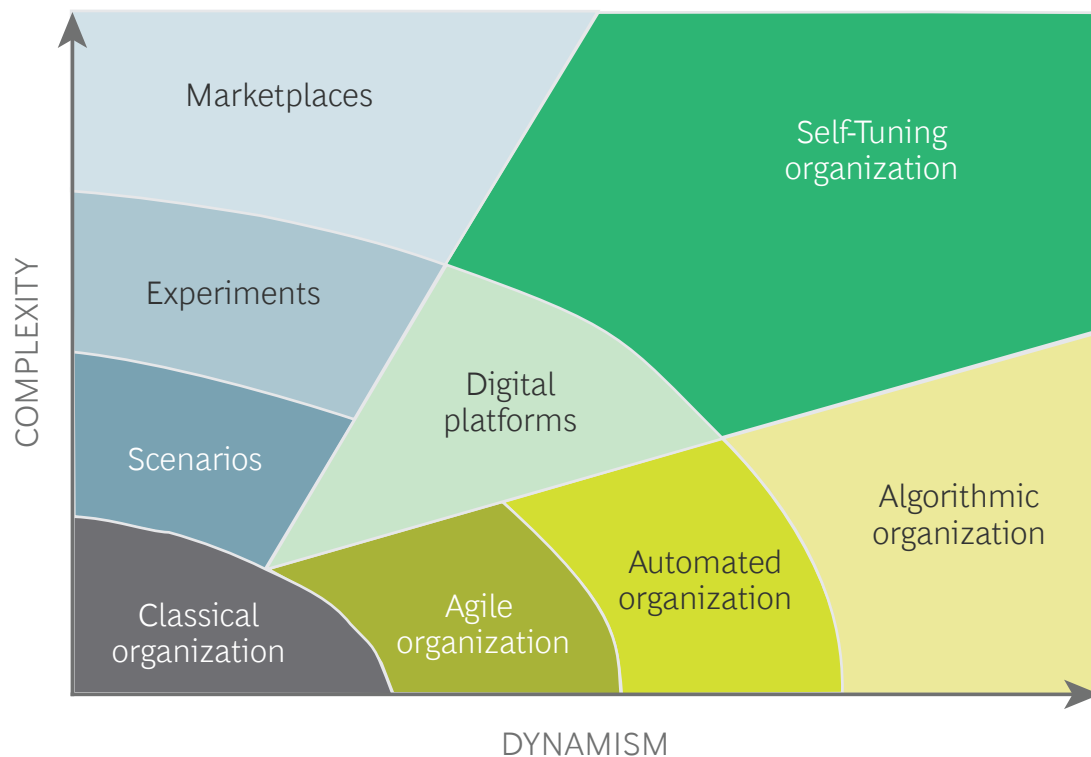 Marketplaces
Self-Tuning
organization
Experiments
Digital
platforms
Scenarios
Algorithmic
organization
Automated
organization
Agile
organization
Classical
organization
COMPLEXITY
DYNAMISM